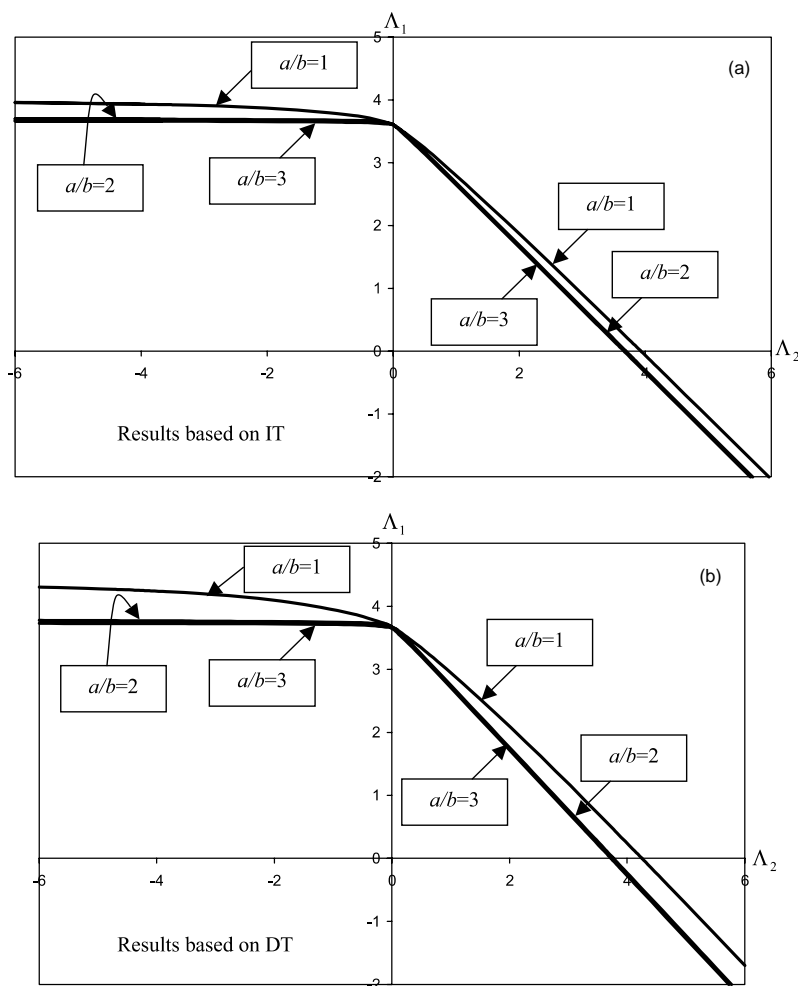 Λ1
5
a/b=1
(a)
4
a/b=2
a/b=3
3
2
a/b=1
a/b=2
1
a/b=3
0
Λ2
-6
-4
-2
0
2
4
6
-1
Results based on IT
-2
Λ1
5
a/b=1
(b)
4
a/b=2
a/b=3
3
a/b=1
2
a/b=2
1
a/b=3
0
Λ2
-6
-4
-2
0
2
4
6
-1
Results based on DT
-2